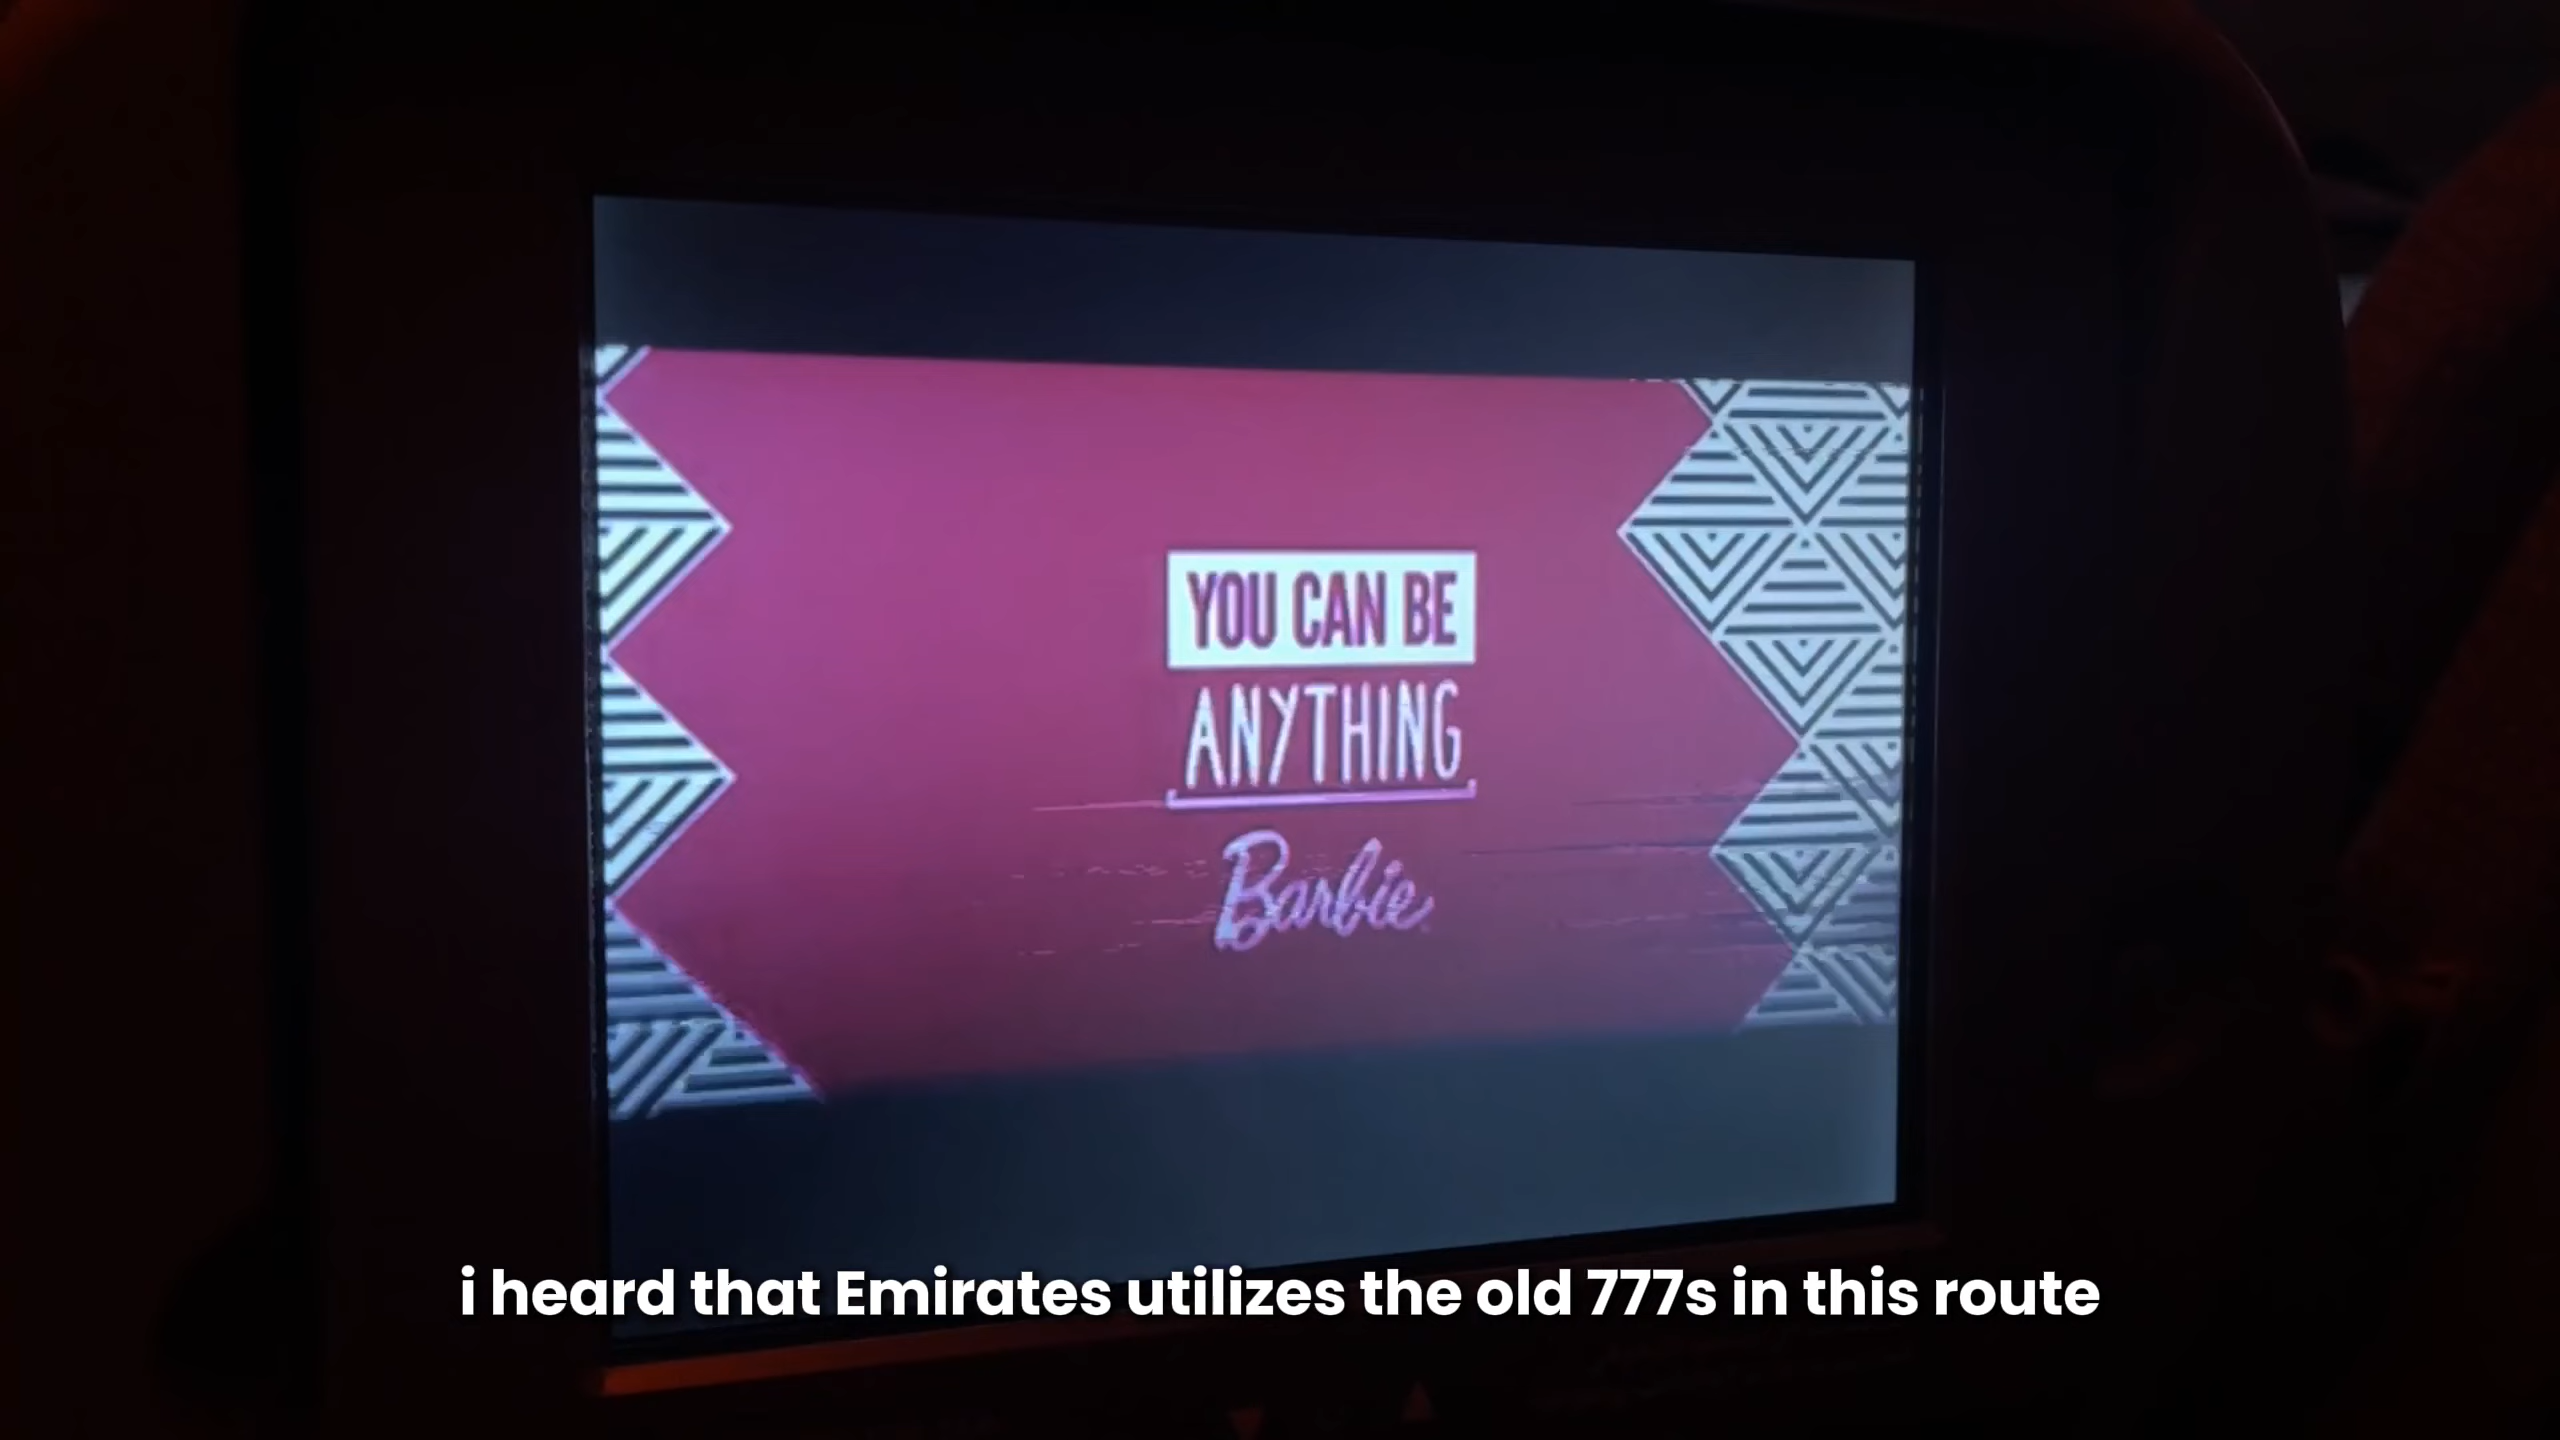 YOU CAN BE
ANYTHING
Barbie
i heard that Emirates utilizes the old 777s in this route